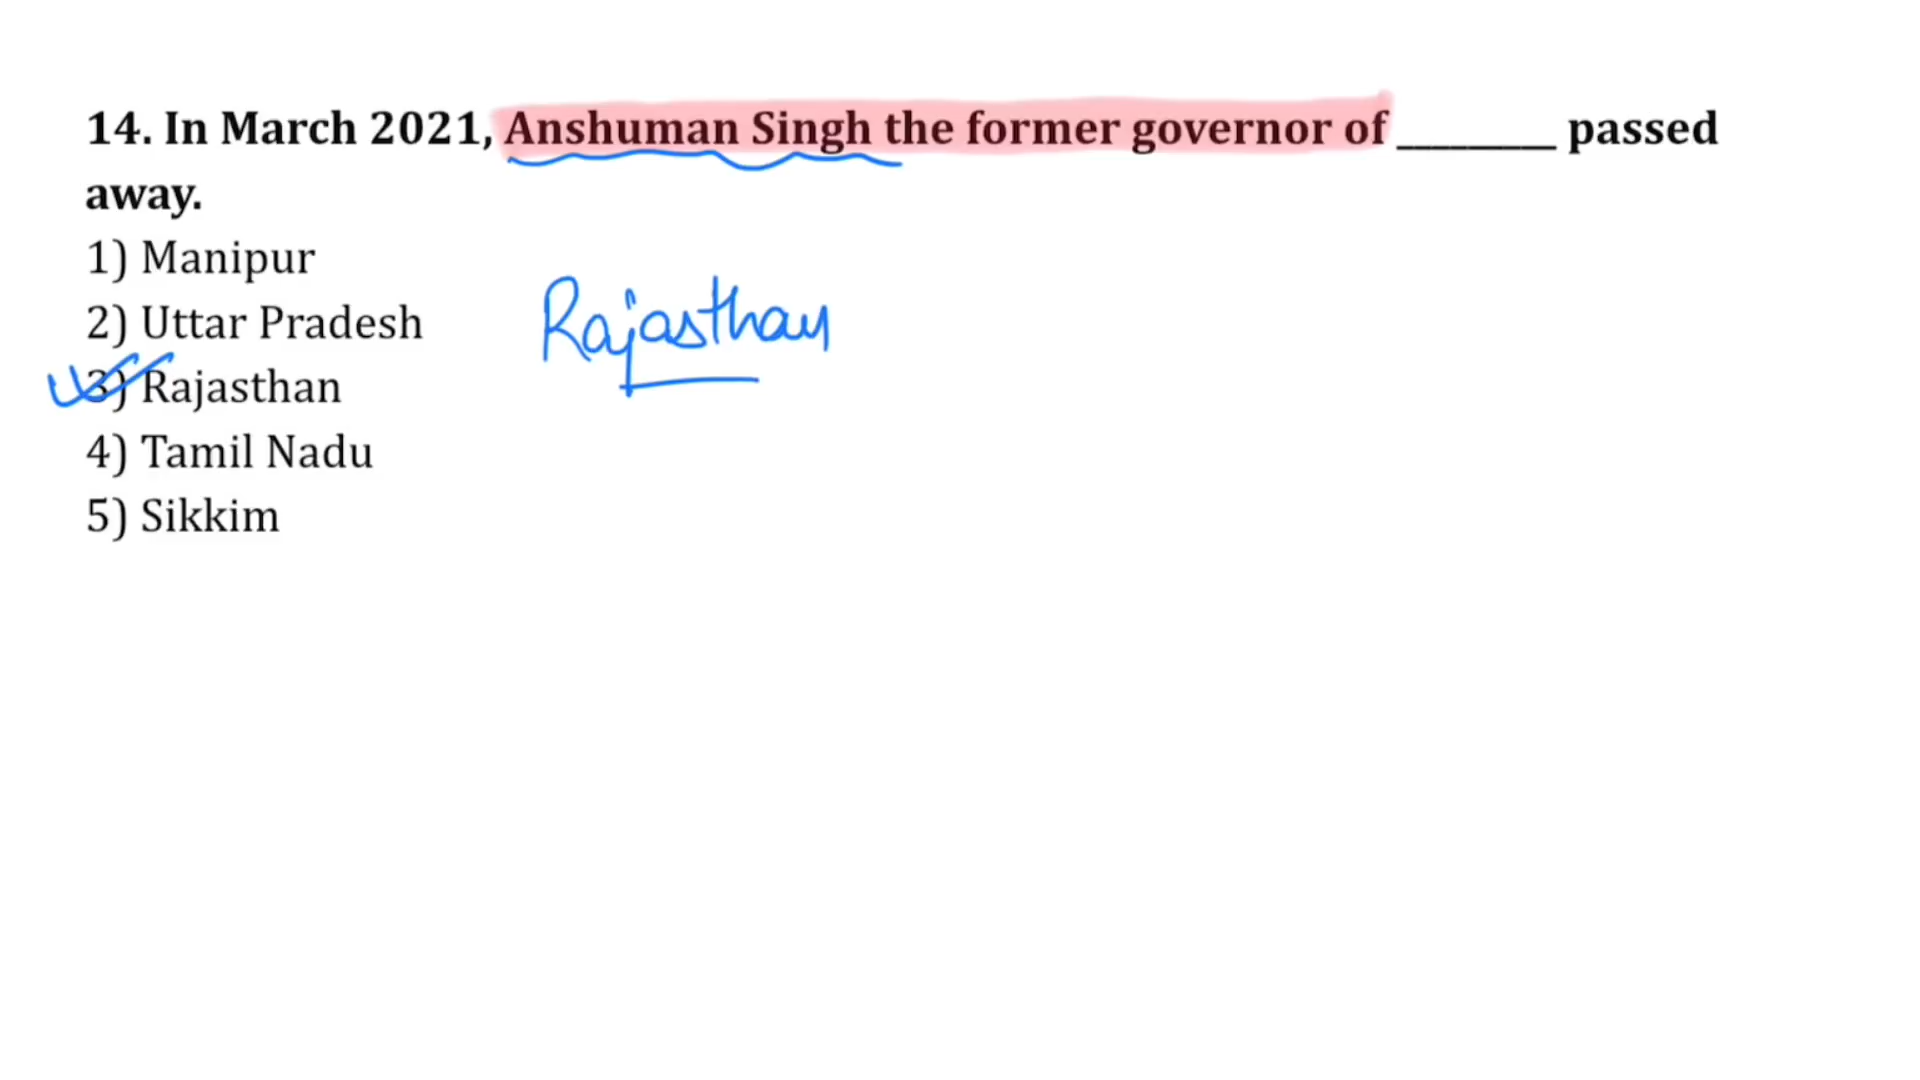 14. In March 2021, Anshuman Singh the former governor of ________ passed
away.
1) Manipur
2) Uttar Pradesh
3) Rajasthan
4) Tamil Nadu
5) Sikkim
Rajasthan